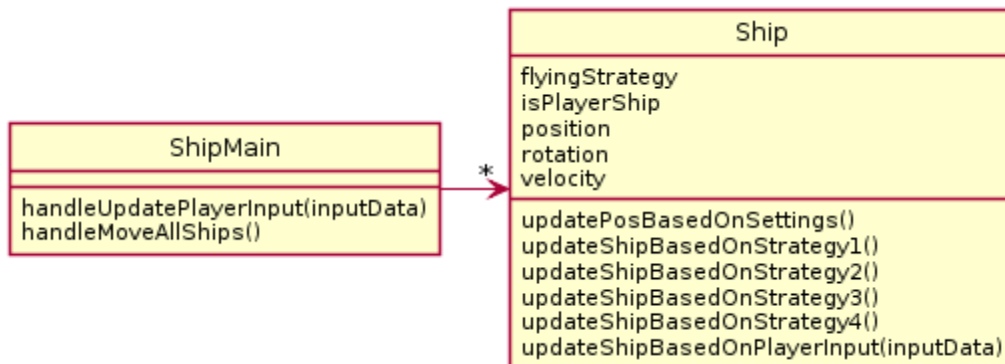 ShipMain
handleUpdatePlayerInput(inputData)
handleMoveAllShips()
*
Ship
flyingStrategy
isPlayerShip
position
rotation
velocity
updatePosBasedOnSettings()
updateShipBasedOnStrategy1()
updateShipBasedOnStrategy2()
updateShipBasedOnStrategy3()
updateShipBasedOnStrategy4()
updateShipBasedOnPlayerInput(inputData)